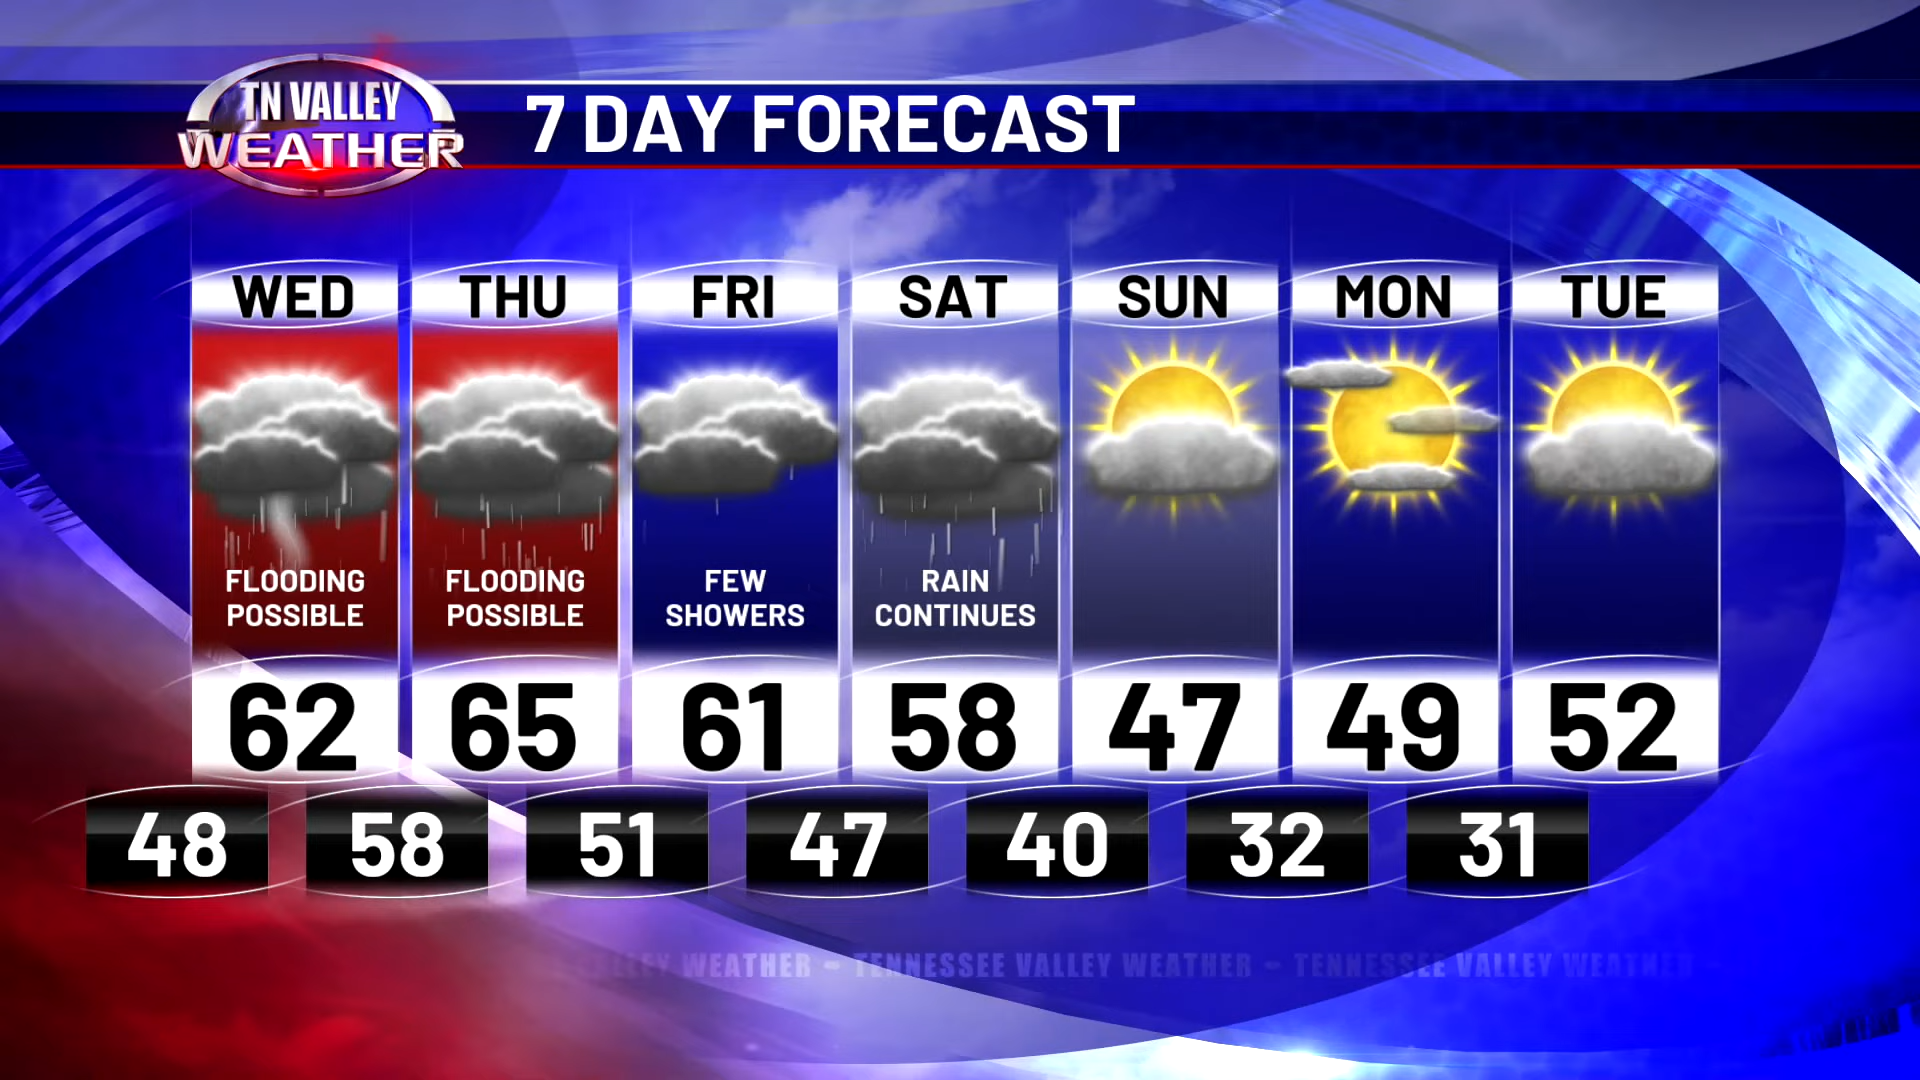 TN VALLEY
WEATHER
7 DAY FORECAST
WED THU FRI SAT SUN MON TUE
FLOODING
POSSIBLE
FLOODING
POSSIBLE
FEW
SHOWERS
RAIN
CONTINUES
62 65 61 58 47 49 52
48 58 51 47 40 32 31
VALLEY WEATHER - TENNESSEE VALLEY WEATHER - TENNESSEE VALLEY WEATHER